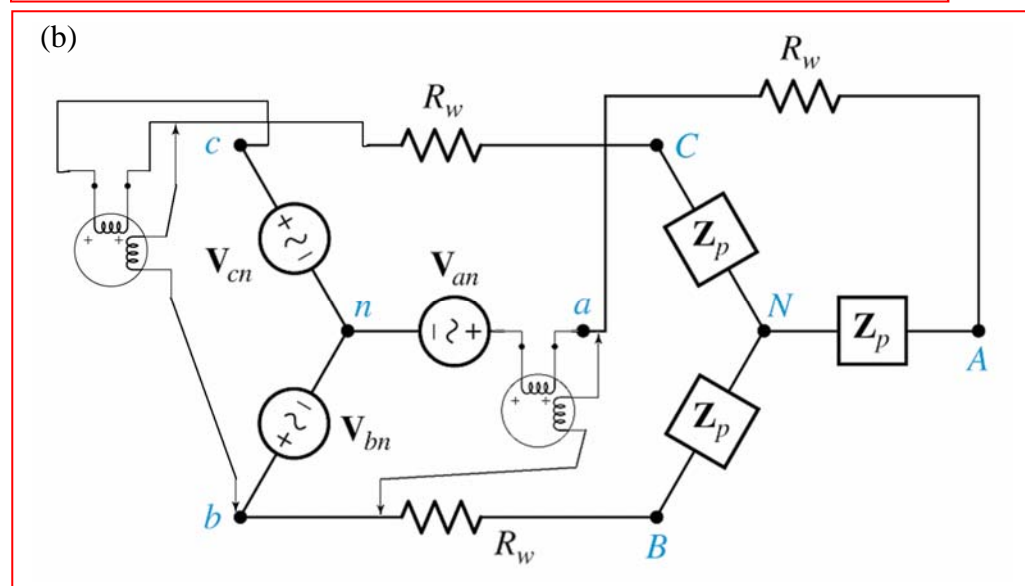 (b)
R_w
R_w
c
C
+
−
V_cn
Z_p
+ +
+
V_an
n
a
N
− +
Z_p
A
−
+
V_bn
+ +
+
Z_p
b
R_w
B